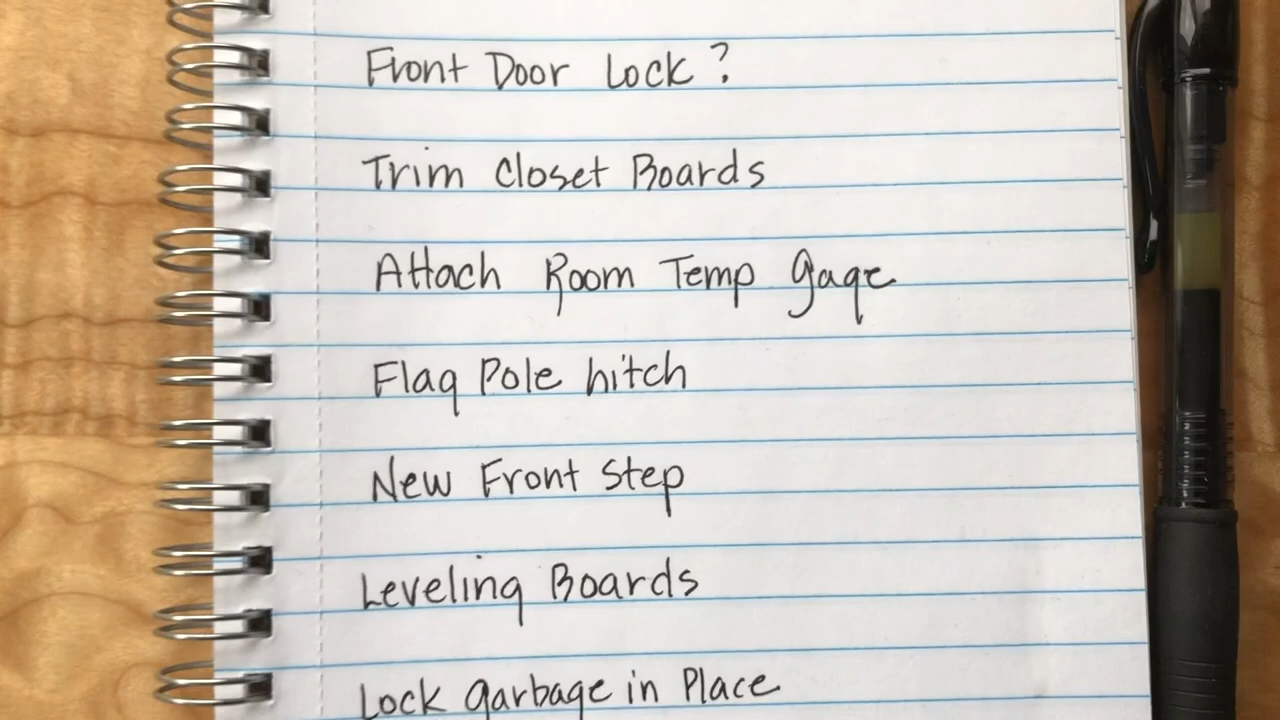 Front Door Lock?
Trim Closet Boards
Attach Room Temp gage
Flag Pole hitch
New Front Step
Leveling Boards
Lock garbage in Place